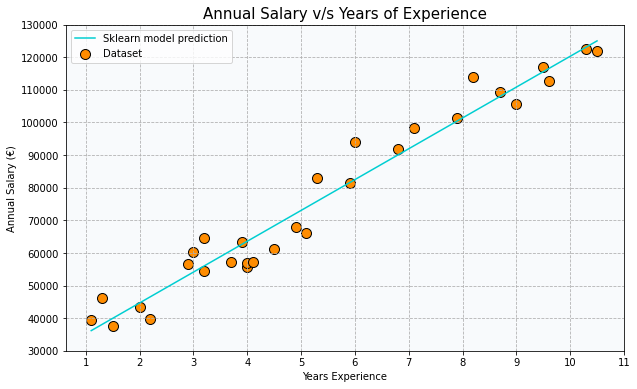 Annual Salary v/s Years of Experience
Sklearn model prediction
Dataset
130000
120000
110000
100000
90000
80000
70000
60000
50000
40000
30000
Annual Salary (€)
1 2 3 4 5 6 7 8 9 10 11
Years Experience